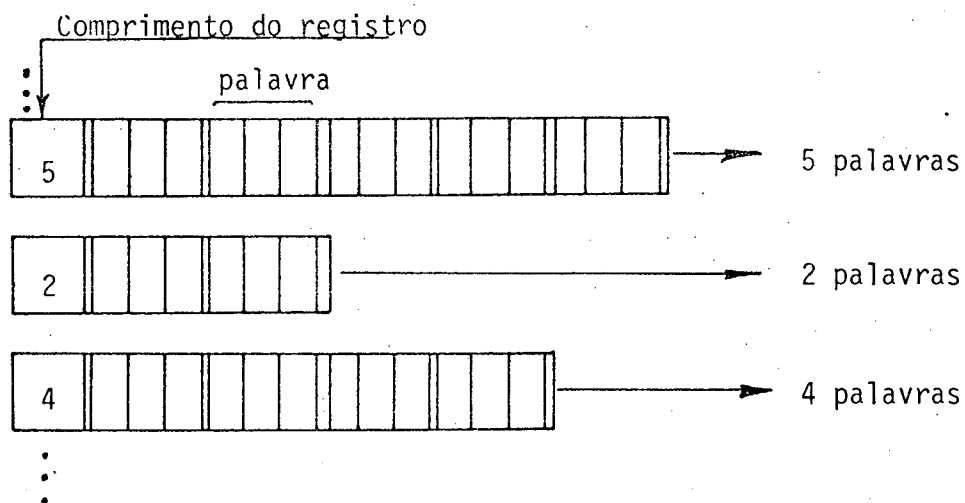 Comprimento do registro
palavra
5
5 palavras
2
2 palavras
4
4 palavras